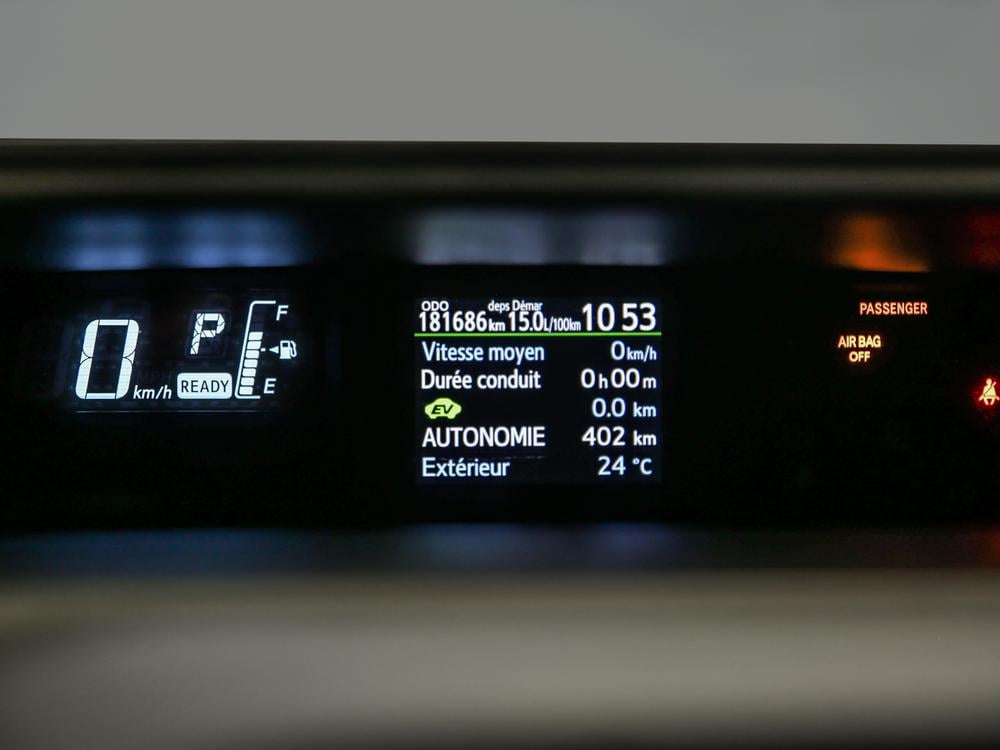 0 km/h
P
READY
F
E
ODO deps Démar
181686 km 15.0 L/100km 10 53
Vitesse moyen 0 km/h
Durée conduit 0 h 00 m
EV 0.0 km
AUTONOMIE 402 km
Extérieur 24 °C
PASSENGER
AIR BAG
OFF